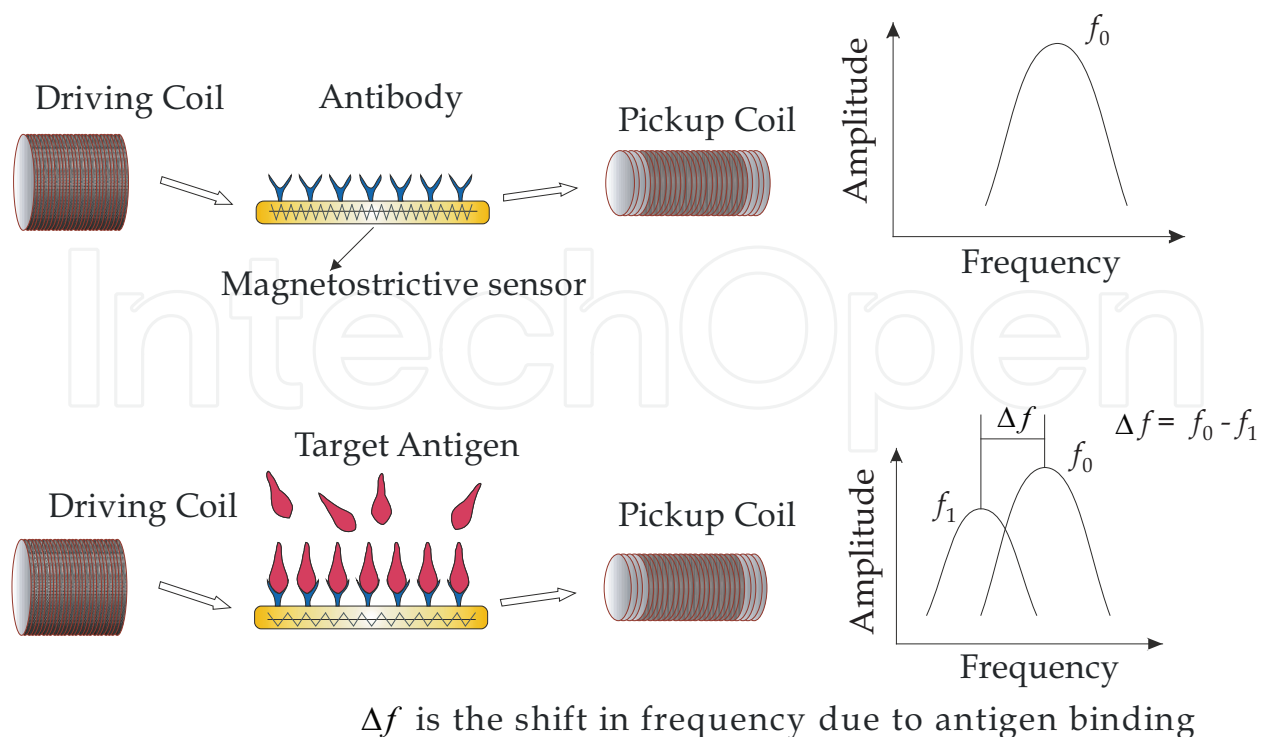 Driving Coil
Antibody
Pickup Coil
Magnetostrictive sensor
Amplitude
f₀
Frequency
IntechOpen
Target Antigen
Driving Coil
Pickup Coil
Δf
Δf = f₀ - f₁
f₁
f₀
Amplitude
Frequency
Δf is the shift in frequency due to antigen binding